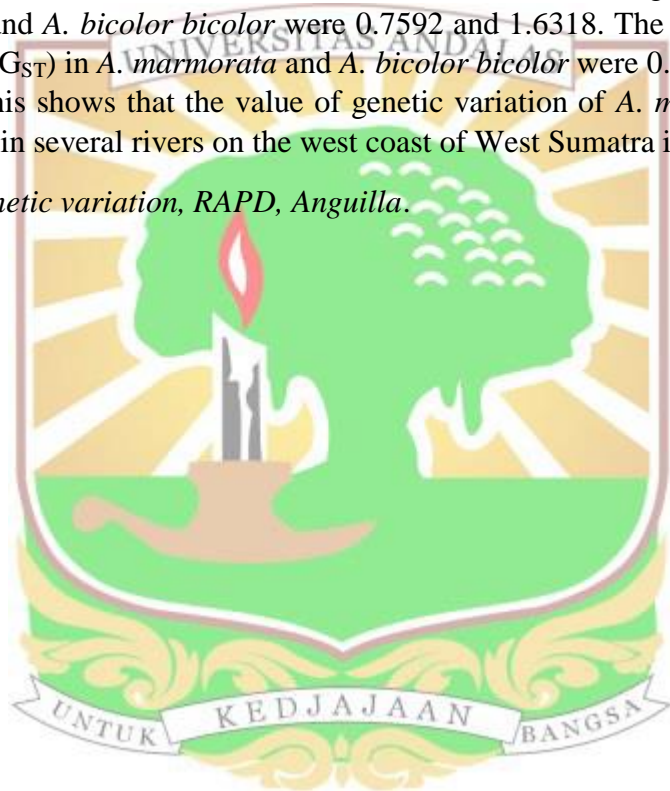 nd A. bicolor bicolor were 0.7592 and 1.6318. The
UNIVERSITAS ANDALAS
G_ST) in A. marmorata and A. bicolor bicolor were 0.
his shows that the value of genetic variation of A. m
in several rivers on the west coast of West Sumatra i
netic variation, RAPD, Anguilla.
UNTUK KEDJAJAAN BANGSA